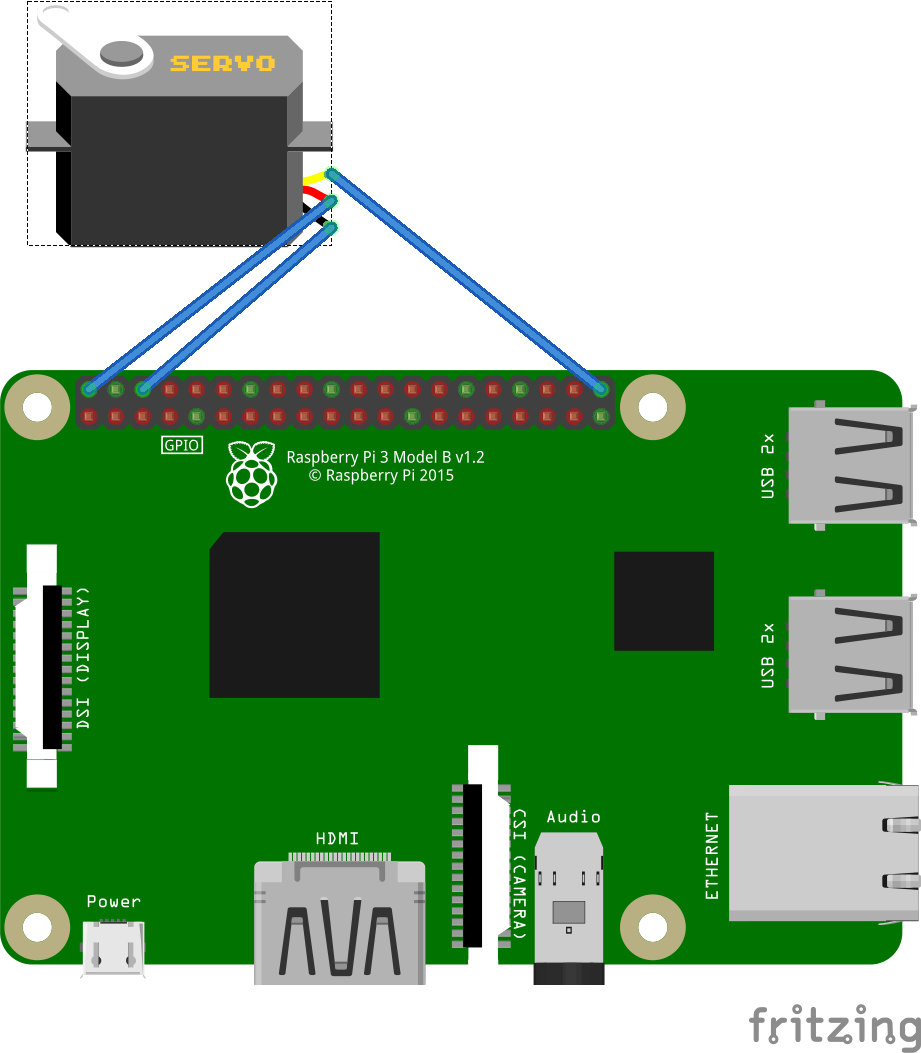 SERVO
GPIO
Raspberry Pi 3 Model B v1.2
© Raspberry Pi 2015
USB 2x
DSI (DISPLAY)
USB 2x
HDMI
CSI (CAMERA)
Audio
ETHERNET
Power
fritzing